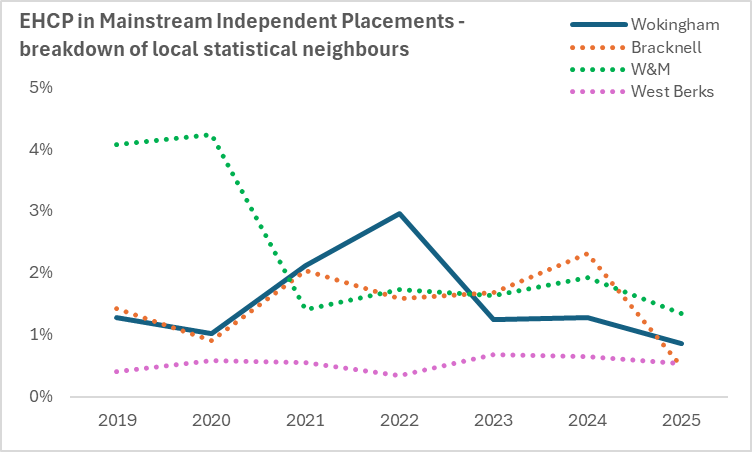 EHCP in Mainstream Independent Placements -
breakdown of local statistical neighbours
Wokingham
Bracknell
W&M
West Berks
5%
4%
3%
2%
1%
0%
2019 2020 2021 2022 2023 2024 2025